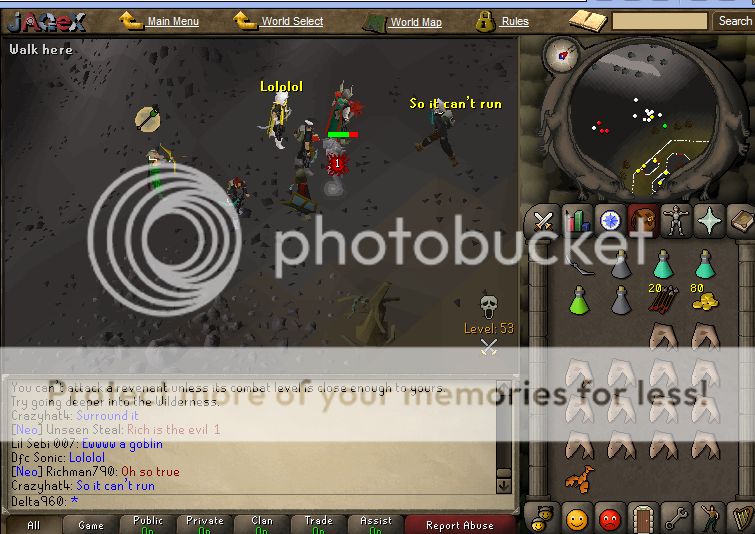 JAGeX
Main Menu
World Select
World Map
Rules
Search
Walk here
Lololol
So it can't run
1
photobucket
20
80
Level: 53
You can't attack a revenant unless its combat level is close enough to yours.
Try going deeper into the Wilderness.
more of your memories for less!
Crazyhat4: Surround it
[Neo] Unseen Steal: Rich is the evil 1
Lil Sebi 007: Ewww a goblin
Dfc Sonic: Lololol
[Neo] Richman790: Oh so true
Crazyhat4: So it can't run
Delta960: *
All
Game
Public
On
Private
On
Clan
On
Trade
On
Assist
On
Report Abuse